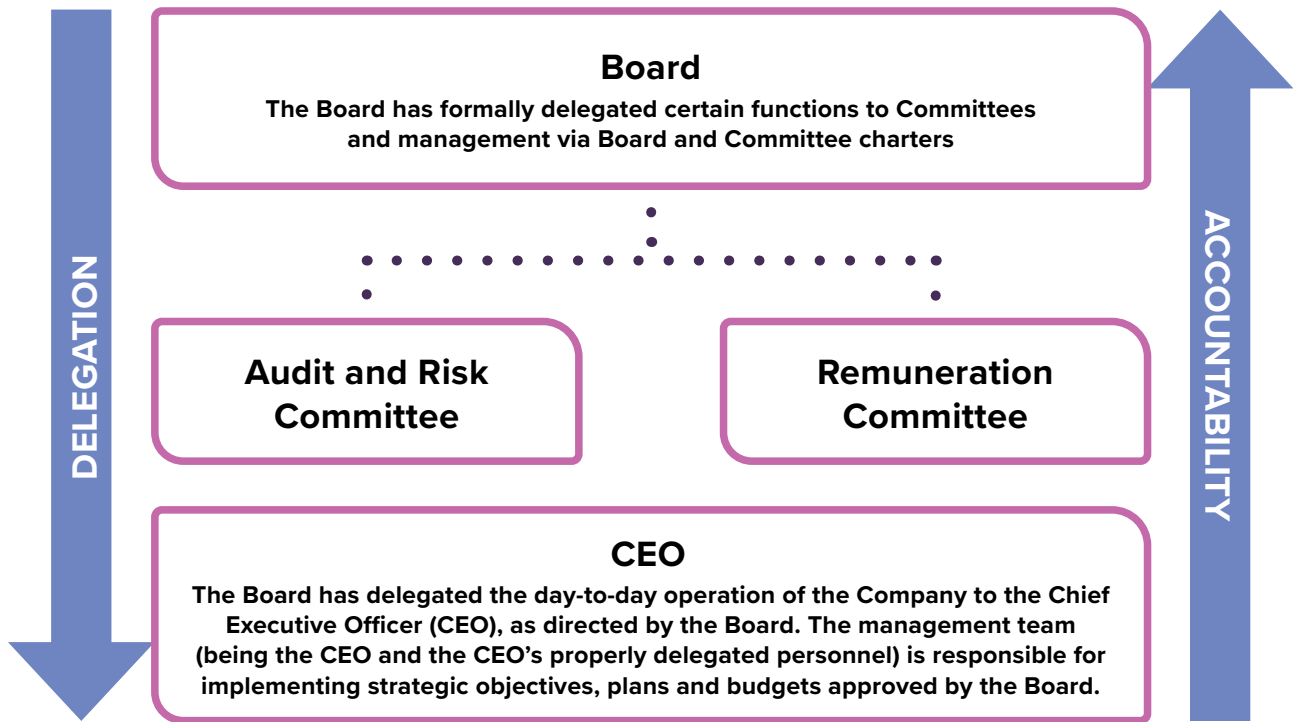 Board
The Board has formally delegated certain functions to Committees
and management via Board and Committee charters
DELEGATION
ACCOUNTABILITY
Audit and Risk
Committee
Remuneration
Committee
CEO
The Board has delegated the day-to-day operation of the Company to the Chief
Executive Officer (CEO), as directed by the Board. The management team
(being the CEO and the CEO’s properly delegated personnel) is responsible for
implementing strategic objectives, plans and budgets approved by the Board.